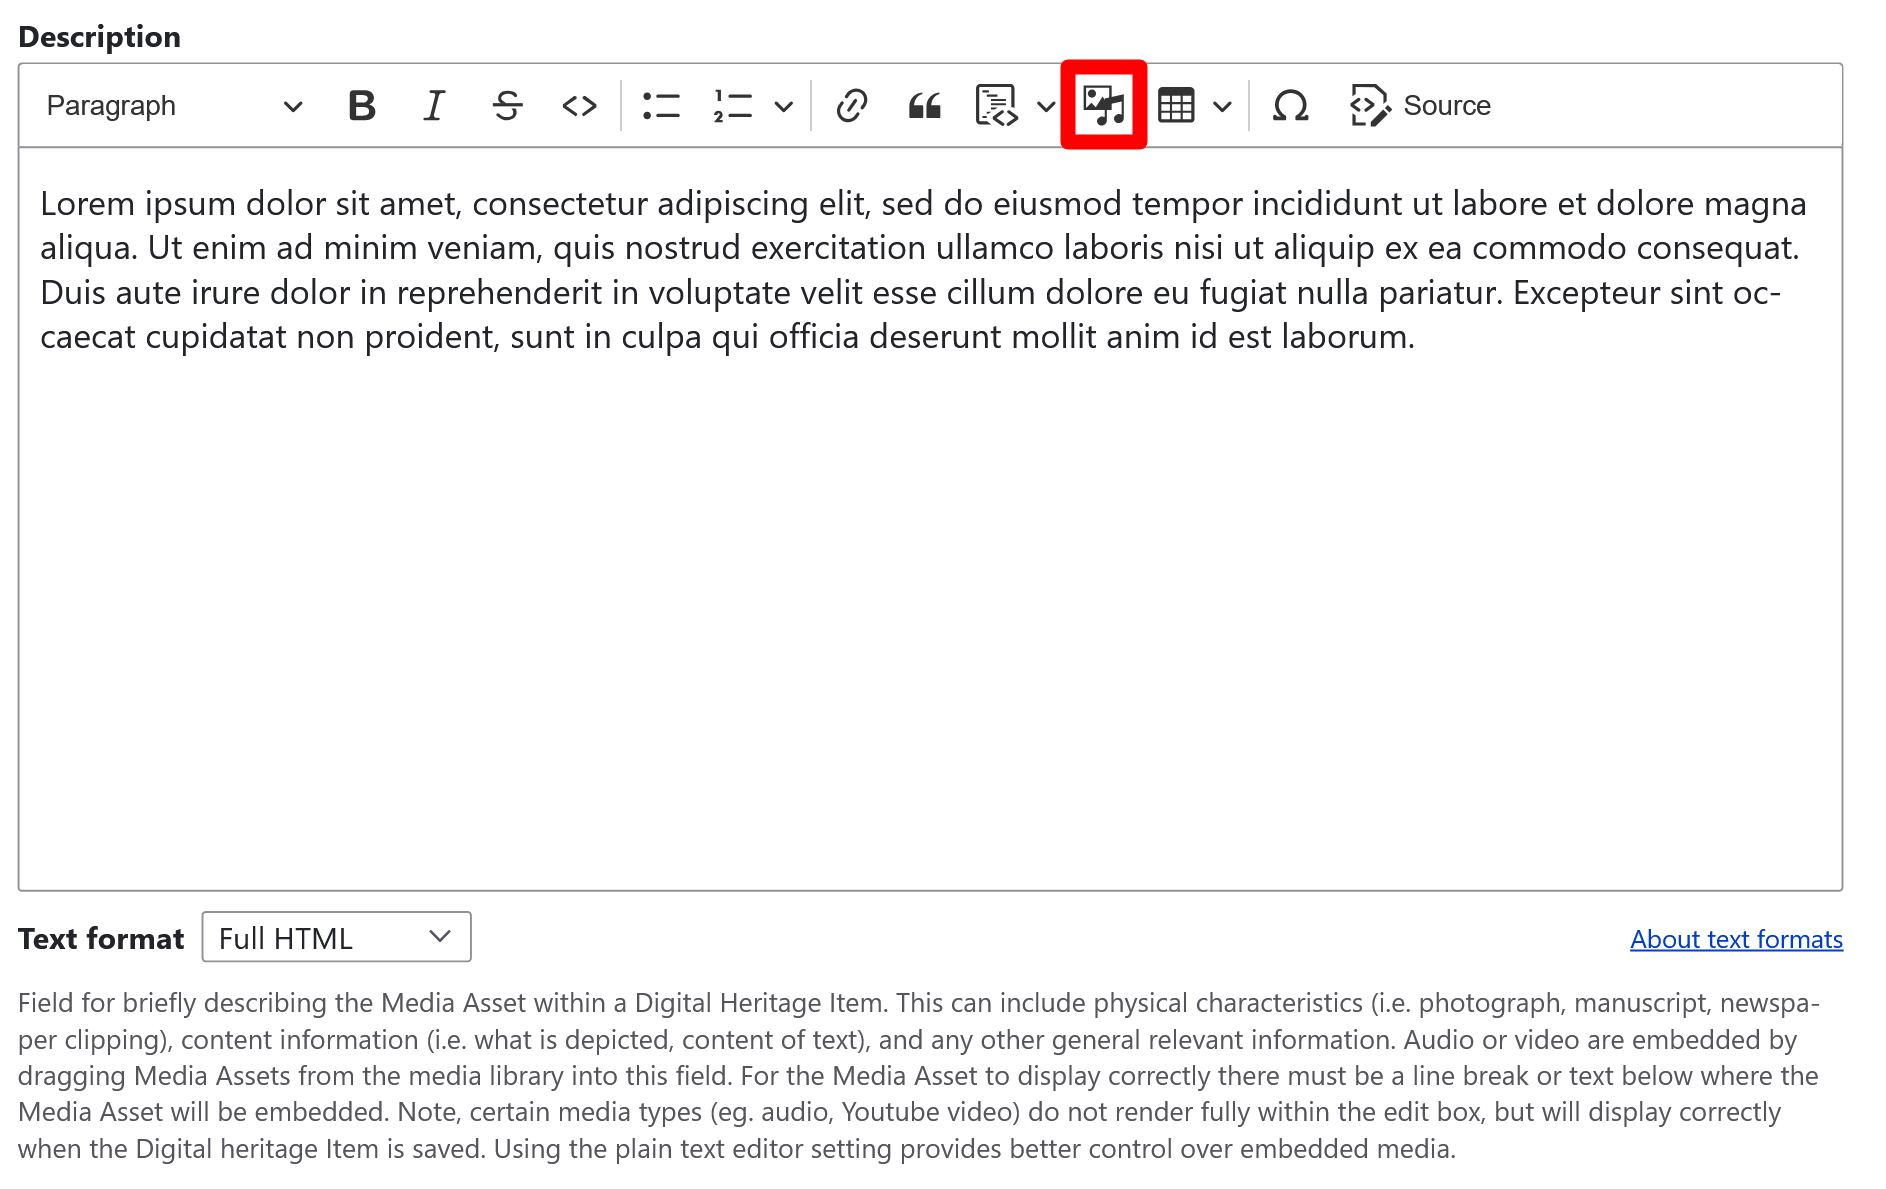 Description
Paragraph
Source
Lorem ipsum dolor sit amet, consectetur adipiscing elit, sed do eiusmod tempor incididunt ut labore et dolore magna
aliqua. Ut enim ad minim veniam, quis nostrud exercitation ullamco laboris nisi ut aliquip ex ea commodo consequat.
Duis aute irure dolor in reprehenderit in voluptate velit esse cillum dolore eu fugiat nulla pariatur. Excepteur sint oc-
caecat cupidatat non proident, sunt in culpa qui officia deserunt mollit anim id est laborum.
Text format Full HTML About text formats
Field for briefly describing the Media Asset within a Digital Heritage Item. This can include physical characteristics (i.e. photograph, manuscript, newspa-
per clipping), content information (i.e. what is depicted, content of text), and any other general relevant information. Audio or video are embedded by
dragging Media Assets from the media library into this field. For the Media Asset to display correctly there must be a line break or text below where the
Media Asset will be embedded. Note, certain media types (eg. audio, Youtube video) do not render fully within the edit box, but will display correctly
when the Digital heritage Item is saved. Using the plain text editor setting provides better control over embedded media.